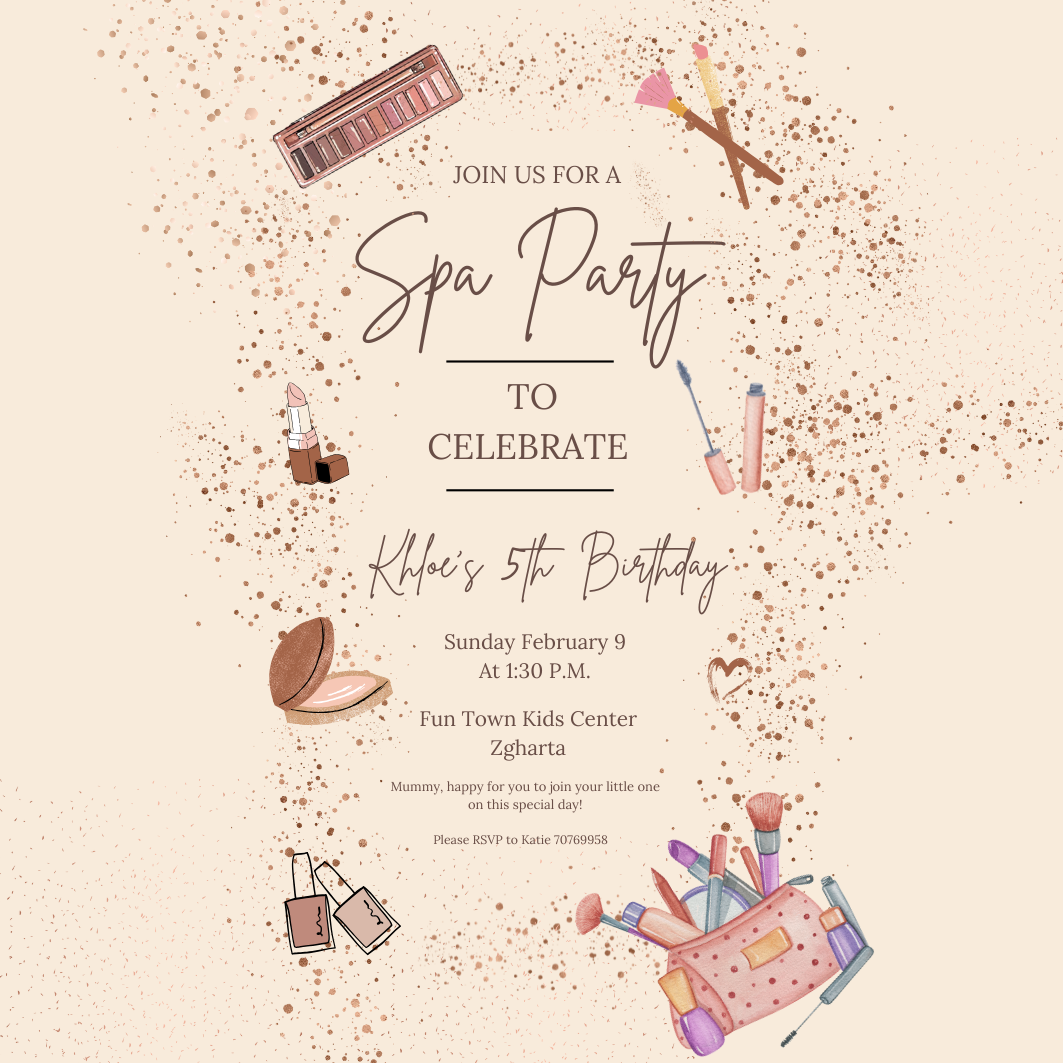 JOIN US FOR A
Spa Party
TO
CELEBRATE
Khloe's 5th Birthday
Sunday February 9
At 1:30 P.M.
Fun Town Kids Center
Zgharta
Mummy, happy for you to join your little one
on this special day!
Please RSVP to Katie 70769958